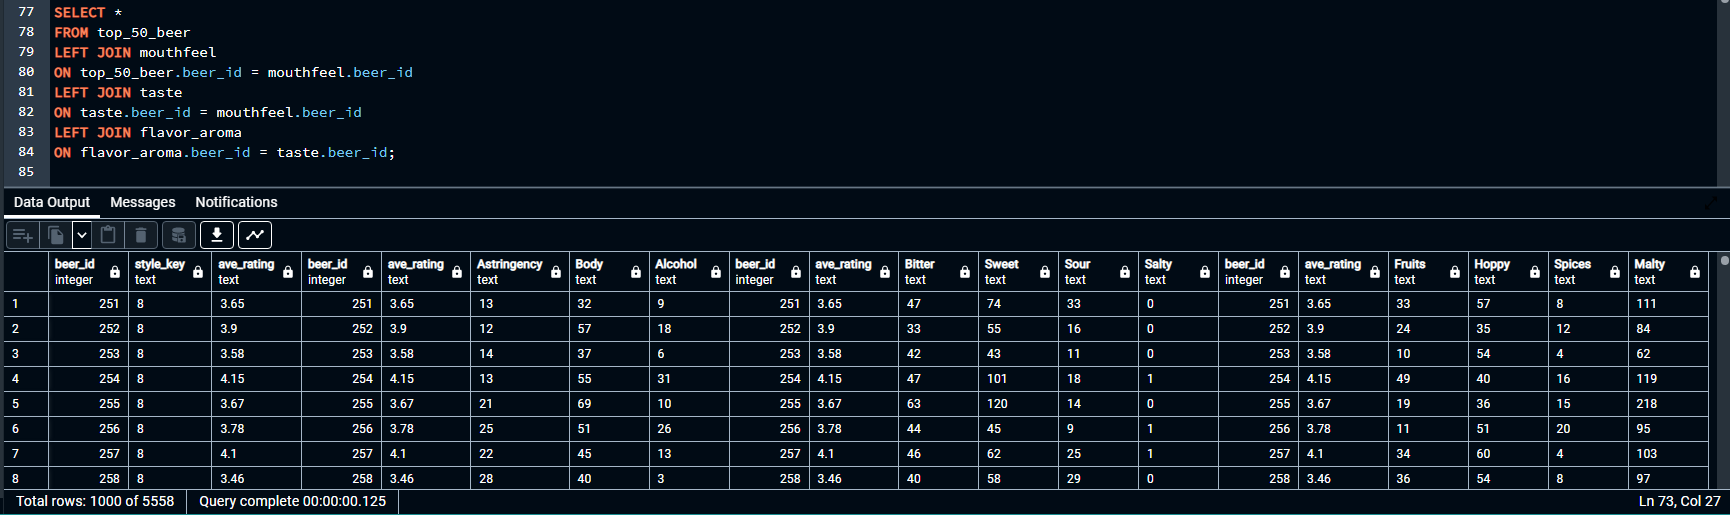 77 SELECT *
78 FROM top_50_beer
79 LEFT JOIN mouthfeel
80 ON top_50_beer.beer_id = mouthfeel.beer_id
81 LEFT JOIN taste
82 ON taste.beer_id = mouthfeel.beer_id
83 LEFT JOIN flavor_aroma
84 ON flavor_aroma.beer_id = taste.beer_id;
85
Data Output Messages Notifications
beer_id style_key ave_rating beer_id ave_rating Astringency Body Alcohol beer_id ave_rating Bitter Sweet Sour Salty beer_id ave_rating Fruits Hoppy Spices Malty
integer text text integer text text text text integer text text text text text integer text text text text text
1 251 8 3.65 251 3.65 13 32 9 251 3.65 47 74 33 0 251 3.65 33 57 8 111
2 252 8 3.9 252 3.9 12 57 18 252 3.9 33 55 16 0 252 3.9 24 35 12 84
3 253 8 3.58 253 3.58 14 37 6 253 3.58 42 43 11 0 253 3.58 10 54 4 62
4 254 8 4.15 254 4.15 13 55 31 254 4.15 47 101 18 1 254 4.15 49 40 16 119
5 255 8 3.67 255 3.67 21 69 10 255 3.67 63 120 14 0 255 3.67 19 36 15 218
6 256 8 3.78 256 3.78 25 51 26 256 3.78 44 45 9 1 256 3.78 11 51 20 95
7 257 8 4.1 257 4.1 22 45 13 257 4.1 46 62 25 1 257 4.1 34 60 4 103
8 258 8 3.46 258 3.46 28 40 3 258 3.46 40 58 29 0 258 3.46 36 54 8 97
Total rows: 1000 of 5558 Query complete 00:00:00.125 Ln 73, Col 27